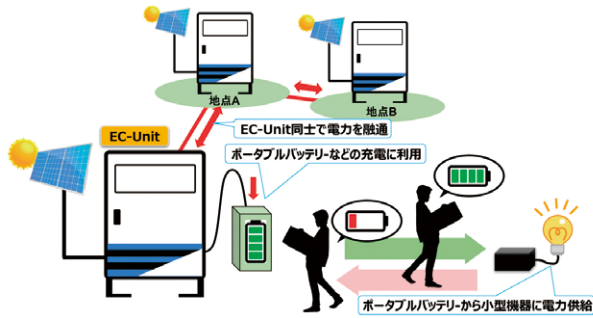 地点A
地点B
EC-Unit
EC-Unit同士で電力を融通
ポータブルバッテリーなどの充電に利用
ポータブルバッテリーから小型機器に電力供給